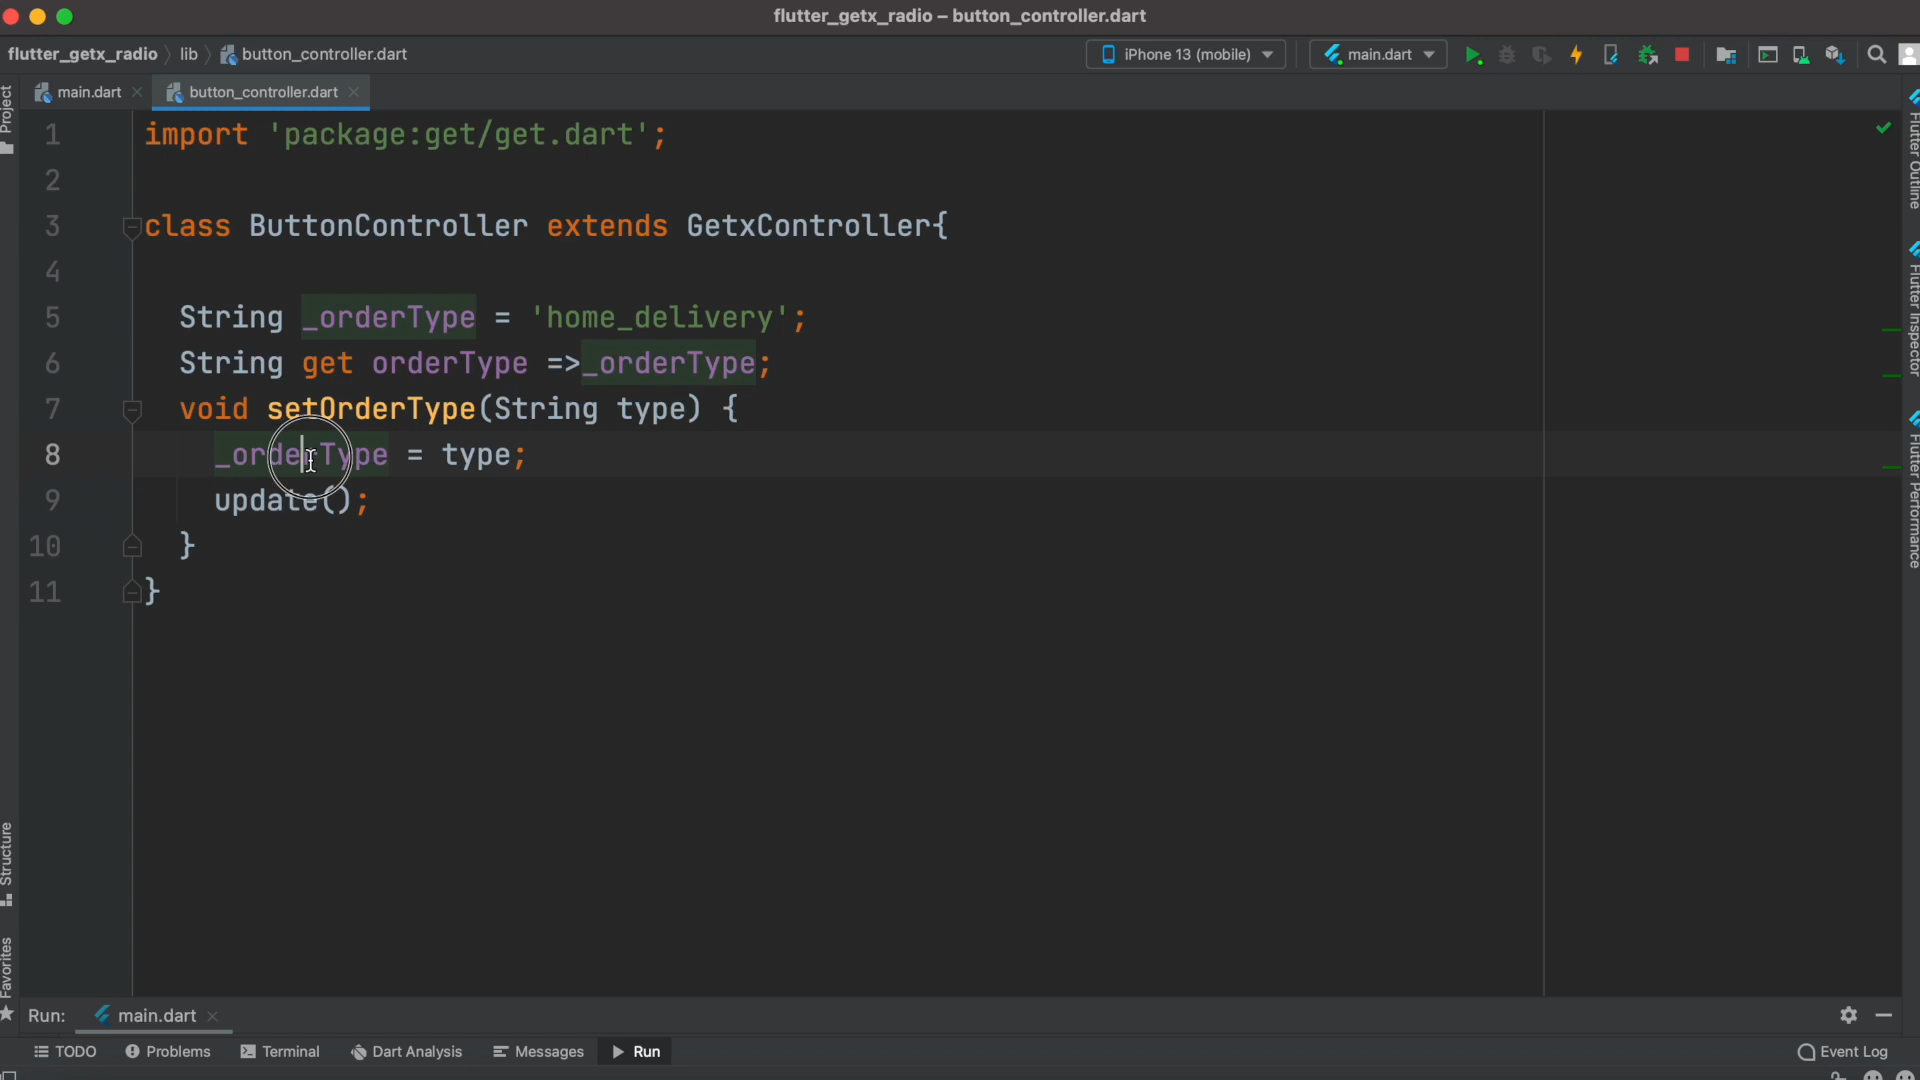 flutter_getx_radio – button_controller.dart
flutter_getx_radio lib button_controller.dart iPhone 13 (mobile) main.dart
main.dart button_controller.dart
Project
1 import 'package:get/get.dart';
2
3 class ButtonController extends GetxController{
4
5 String _orderType = 'home_delivery';
6 String get orderType =>_orderType;
7 void setOrderType(String type) {
8 _orderType = type;
9 update();
10 }
11 }
Flutter Outline
Flutter Inspector
Flutter Performance
Structure
Favorites
Run: main.dart
TODO Problems Terminal Dart Analysis Messages Run Event Log